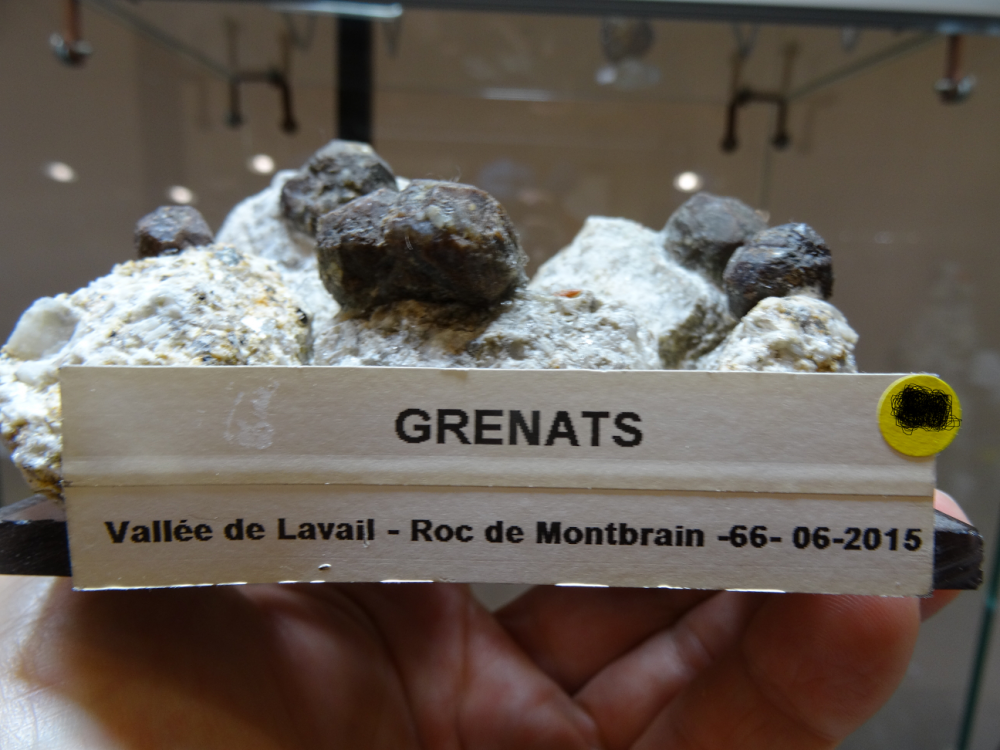 GRENATS
Vallée de Lavail - Roc de Montbrain -66- 06-2015